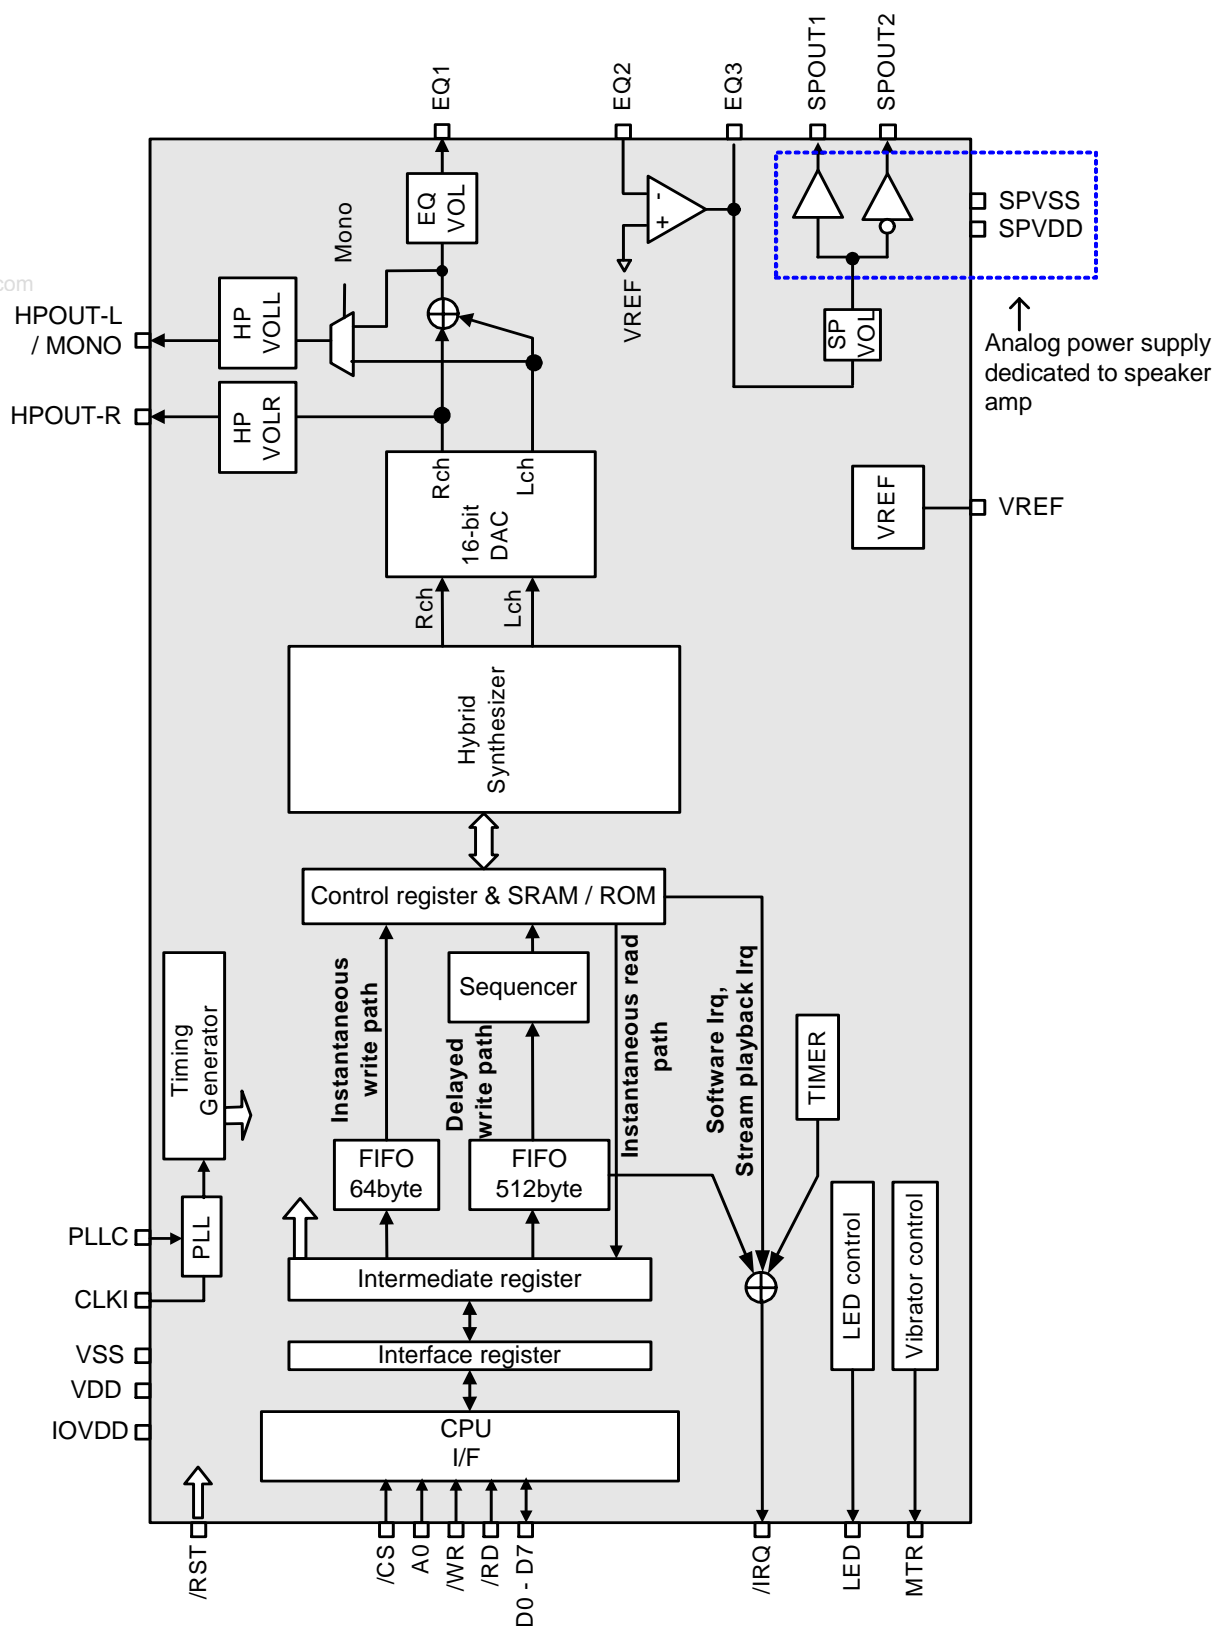 EQ1
EQ2
EQ3
SPOUT1
SPOUT2
SPVSS
SPVDD
EQ
VOL
Mono
-
+
VREF
com
HPOUT-L
/ MONO
HP
VOLL
SP
VOL
Analog power supply
dedicated to speaker
amp
HPOUT-R
HP
VOLR
Rch
Lch
16-bit
DAC
VREF
VREF
Rch
Lch
Hybrid
Synthesizer
Control register & SRAM / ROM
Timing
Generator
Instantaneous
write path
Sequencer
Delayed
write path
Instantaneous read
path
Software Irq,
Stream playback Irq
TIMER
FIFO
64byte
FIFO
512byte
PLLC
PLL
CLKI
Intermediate register
LED control
Vibrator control
VSS
Interface register
VDD
IOVDD
CPU
I/F
/RST
/CS
A0
/WR
/RD
D0 - D7
/IRQ
LED
MTR